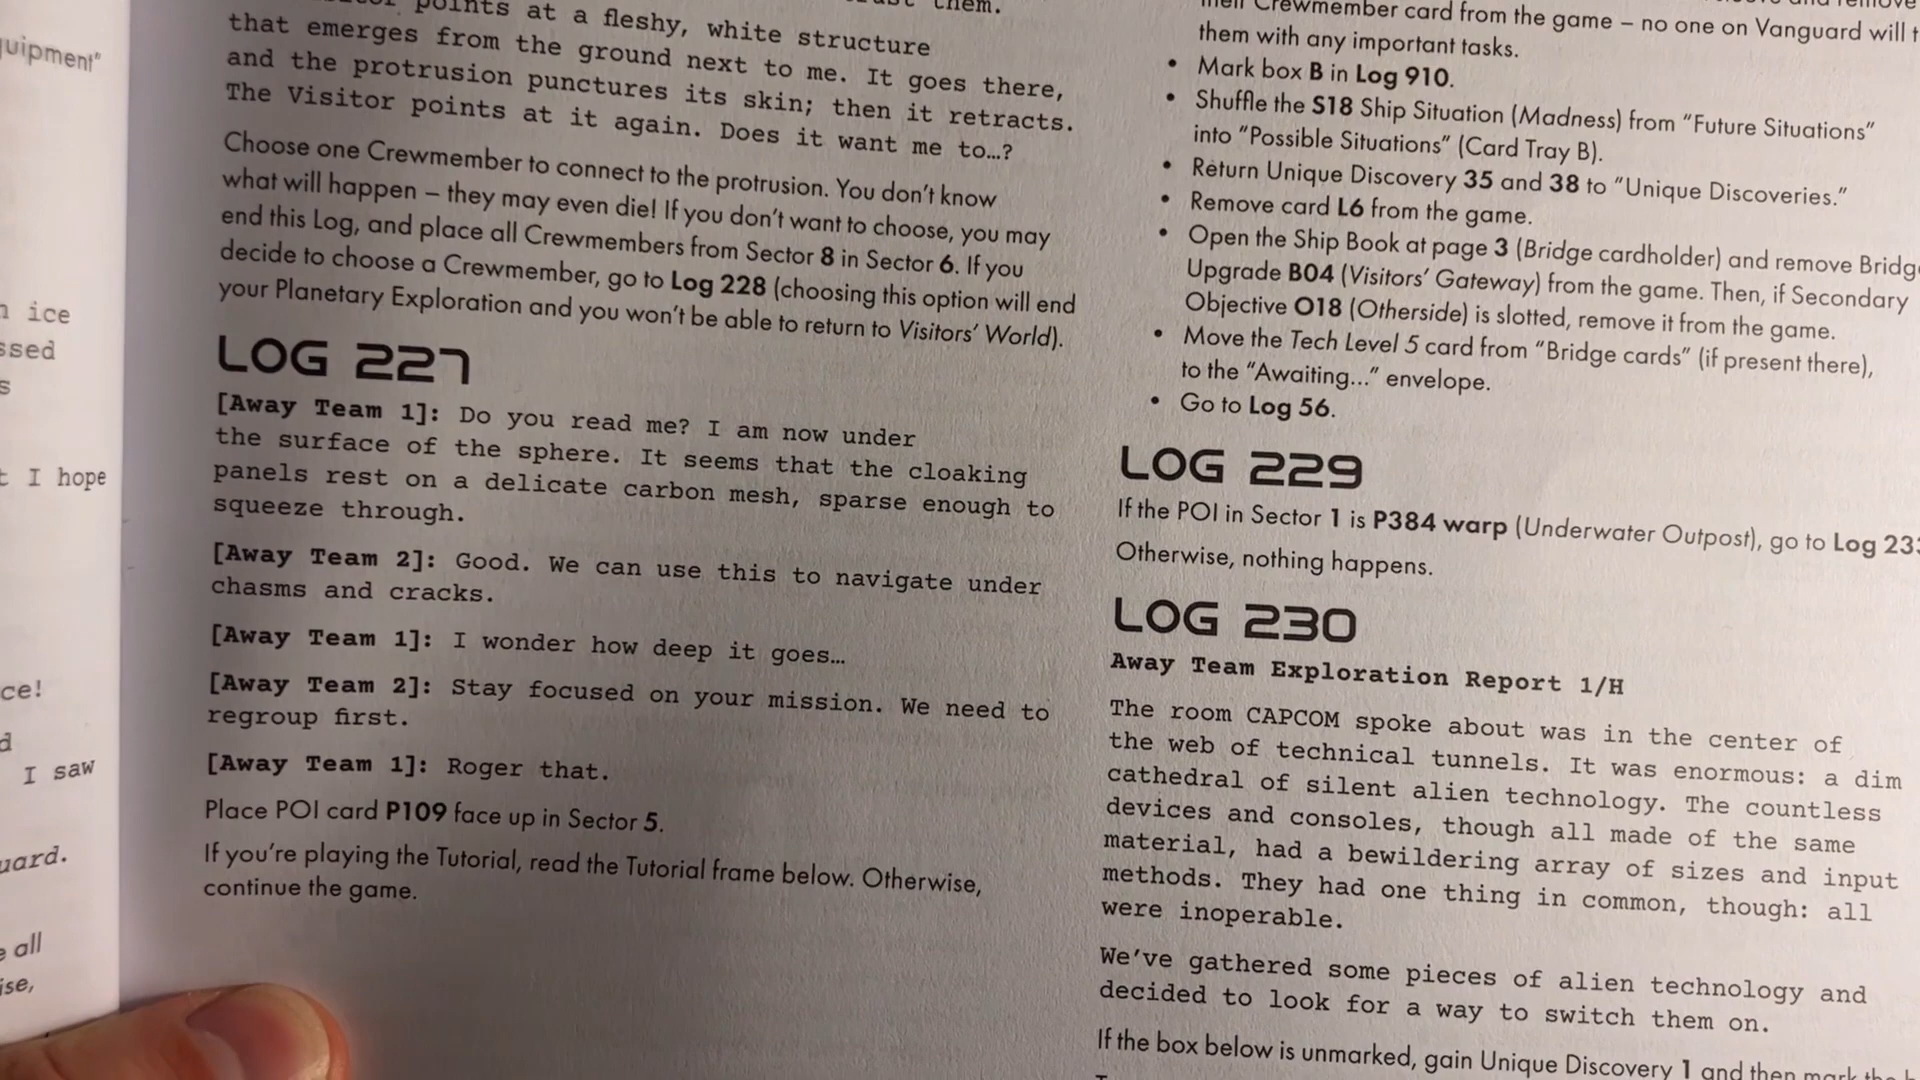 quipment"
n ice
ssed
s
t I hope
ce!
d
I saw
uard.
e all
ise,
them.
points at a fleshy, white structure
that emerges from the ground next to me. It goes there,
and the protrusion punctures its skin; then it retracts.
The Visitor points at it again. Does it want me to…?
Choose one Crewmember to connect to the protrusion. You don't know
what will happen – they may even die! If you don't want to choose, you may
end this Log, and place all Crewmembers from Sector 8 in Sector 6. If you
decide to choose a Crewmember, go to Log 228 (choosing this option will end
your Planetary Exploration and you won't be able to return to Visitors' World).
LOG 227
[Away Team 1]: Do you read me? I am now under
the surface of the sphere. It seems that the cloaking
panels rest on a delicate carbon mesh, sparse enough to
squeeze through.
[Away Team 2]: Good. We can use this to navigate under
chasms and cracks.
[Away Team 1]: I wonder how deep it goes…
[Away Team 2]: Stay focused on your mission. We need to
regroup first.
[Away Team 1]: Roger that.
Place POI card P109 face up in Sector 5.
If you're playing the Tutorial, read the Tutorial frame below. Otherwise,
continue the game.
their Crewmember card from the game – no one on Vanguard will t
them with any important tasks.
• Mark box B in Log 910.
• Shuffle the S18 Ship Situation (Madness) from "Future Situations"
into "Possible Situations" (Card Tray B).
• Return Unique Discovery 35 and 38 to "Unique Discoveries."
• Remove card L6 from the game.
• Open the Ship Book at page 3 (Bridge cardholder) and remove Bridg
Upgrade B04 (Visitors' Gateway) from the game. Then, if Secondary
Objective O18 (Otherside) is slotted, remove it from the game.
• Move the Tech Level 5 card from "Bridge cards" (if present there),
to the "Awaiting…" envelope.
• Go to Log 56.
LOG 229
If the POI in Sector 1 is P384 warp (Underwater Outpost), go to Log 233
Otherwise, nothing happens.
LOG 230
Away Team Exploration Report 1/H
The room CAPCOM spoke about was in the center of
the web of technical tunnels. It was enormous: a dim
cathedral of silent alien technology. The countless
devices and consoles, though all made of the same
material, had a bewildering array of sizes and input
methods. They had one thing in common, though: all
were inoperable.
We've gathered some pieces of alien technology and
decided to look for a way to switch them on.
If the box below is unmarked, gain Unique Discovery 1 and then mark the b